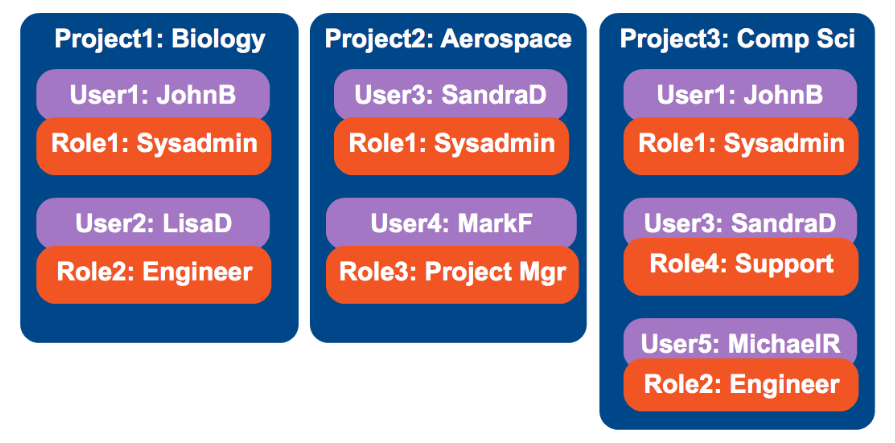 Project1: Biology
User1: JohnB
Role1: Sysadmin
User2: LisaD
Role2: Engineer
Project2: Aerospace
User3: SandraD
Role1: Sysadmin
User4: MarkF
Role3: Project Mgr
Project3: Comp Sci
User1: JohnB
Role1: Sysadmin
User3: SandraD
Role4: Support
User5: MichaelR
Role2: Engineer